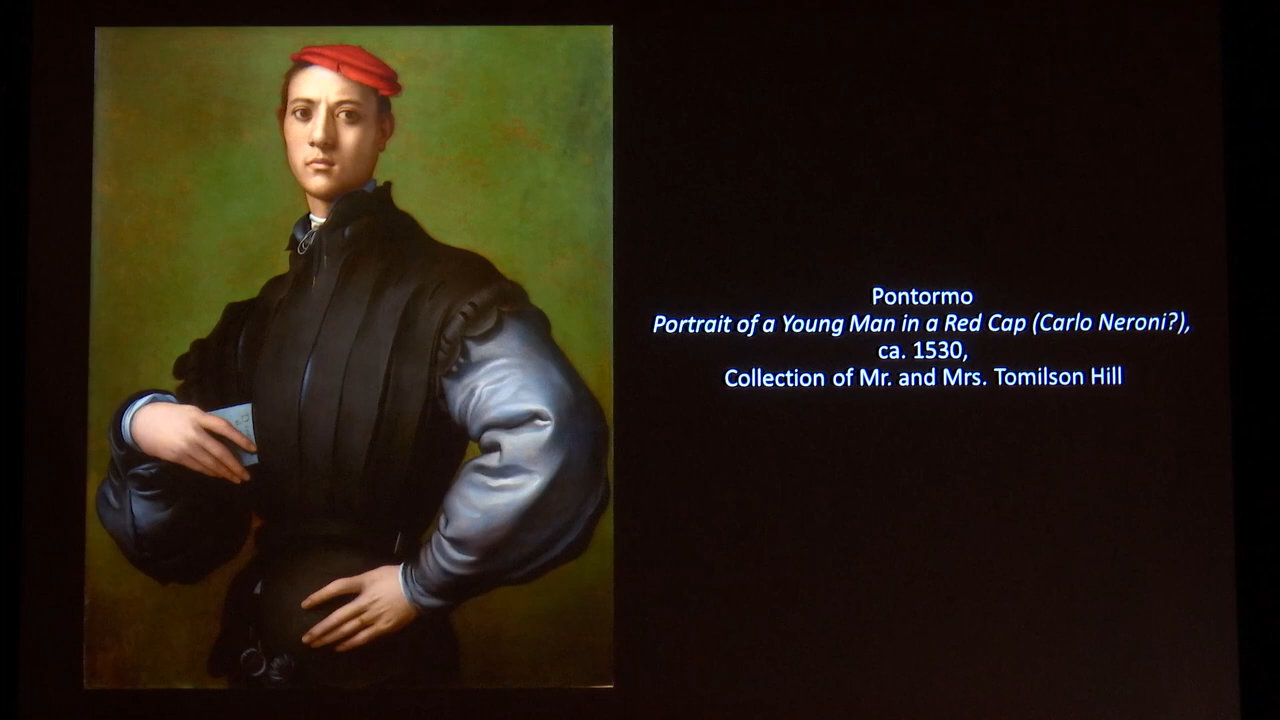 Pontormo
Portrait of a Young Man in a Red Cap (Carlo Neroni?),
ca. 1530,
Collection of Mr. and Mrs. Tomilson Hill